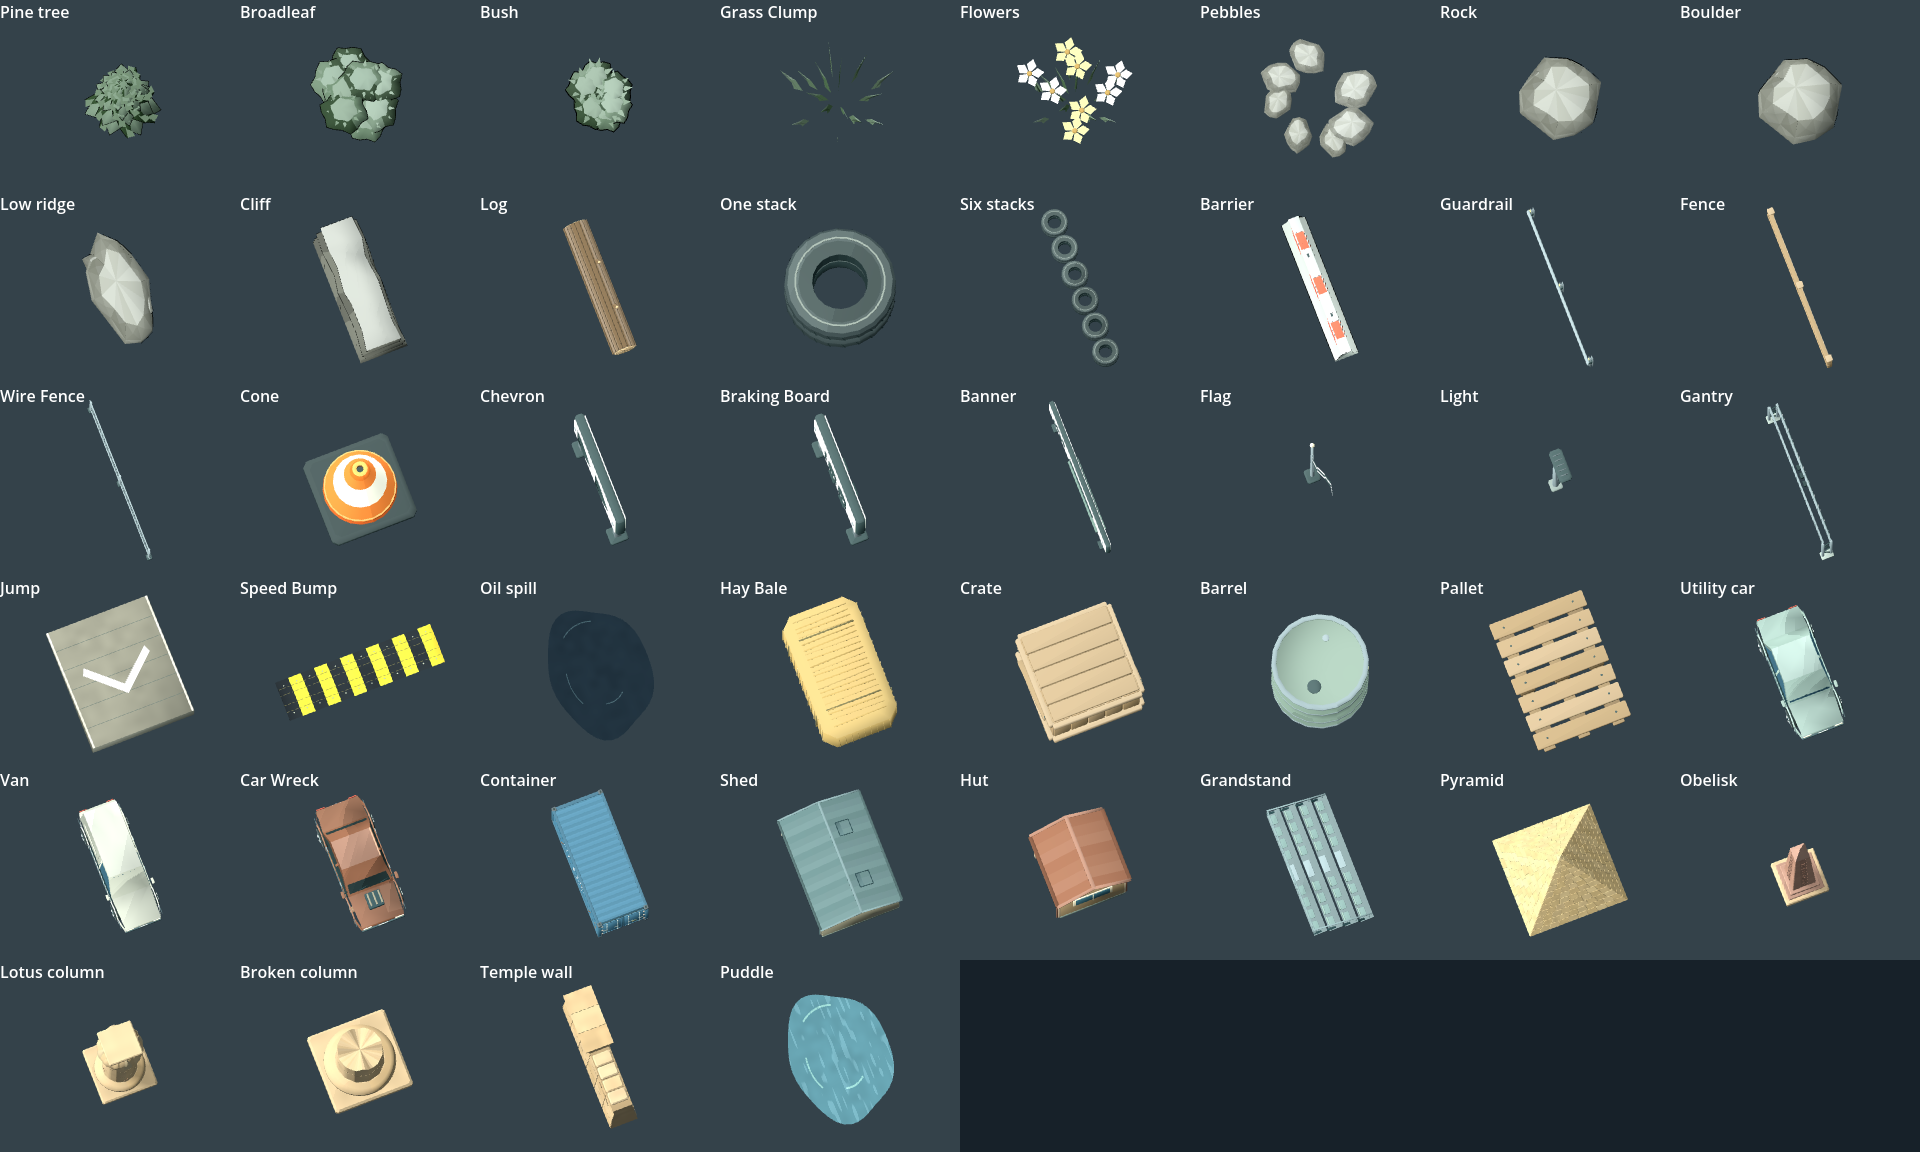 Pine tree
Broadleaf
Bush
Grass Clump
Flowers
Pebbles
Rock
Boulder
Low ridge
Cliff
Log
One stack
Six stacks
Barrier
Guardrail
Fence
Wire Fence
Cone
Chevron
Braking Board
Banner
Flag
Light
Gantry
Jump
Speed Bump
Oil spill
Hay Bale
Crate
Barrel
Pallet
Utility car
Van
Car Wreck
Container
Shed
Hut
Grandstand
Pyramid
Obelisk
Lotus column
Broken column
Temple wall
Puddle